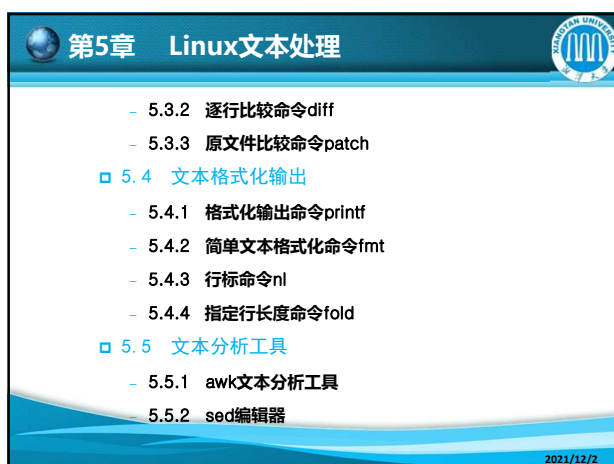 第5章 Linux文本处理
XIANGTAN UNIVERSITY
– 5.3.2 逐行比较命令diff
– 5.3.3 原文件比较命令patch
5.4 文本格式化输出
– 5.4.1 格式化输出命令printf
– 5.4.2 简单文本格式化命令fmt
– 5.4.3 行标命令nl
– 5.4.4 指定行长度命令fold
5.5 文本分析工具
– 5.5.1 awk文本分析工具
– 5.5.2 sed编辑器
2021/12/2